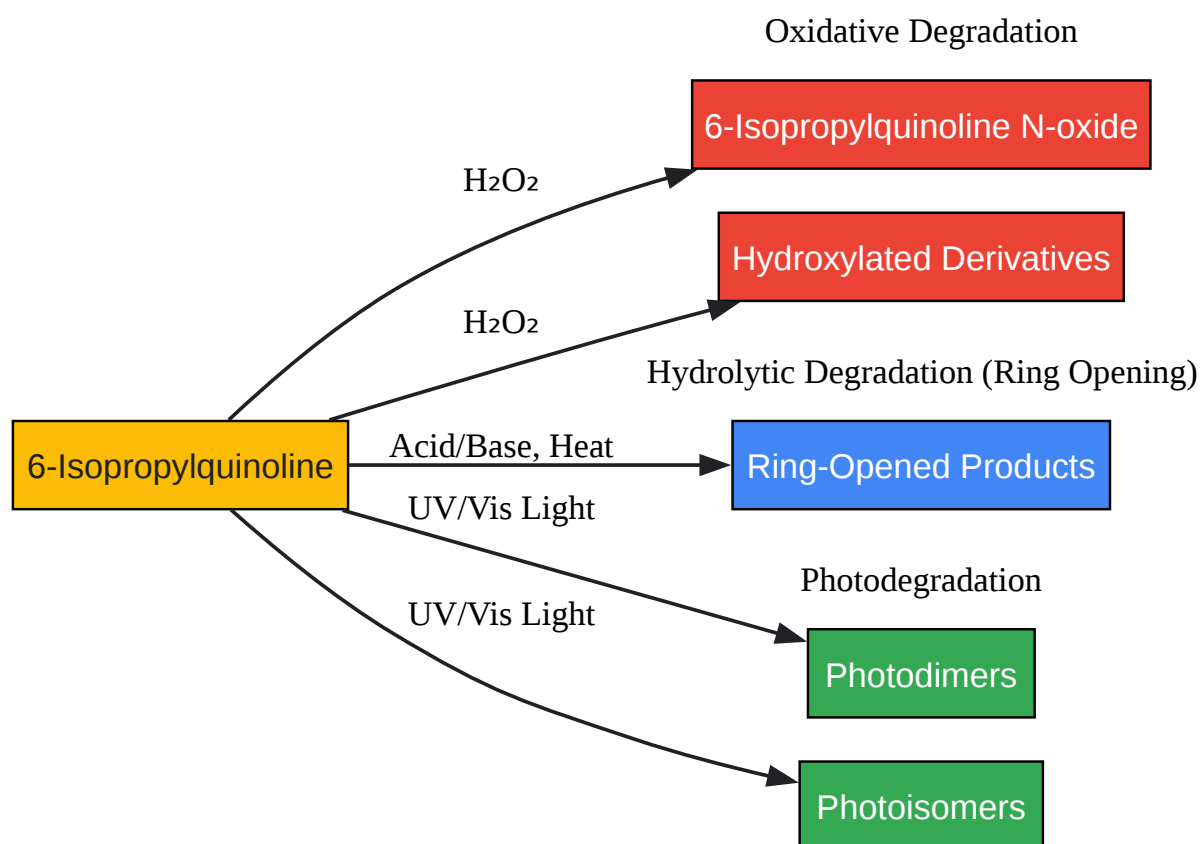 Oxidative Degradation
6-Isopropylquinoline N-oxide
H₂O₂
Hydroxylated Derivatives
H₂O₂
Hydrolytic Degradation (Ring Opening)
6-Isopropylquinoline
Acid/Base, Heat
Ring-Opened Products
UV/Vis Light
Photodegradation
UV/Vis Light
Photodimers
Photoisomers